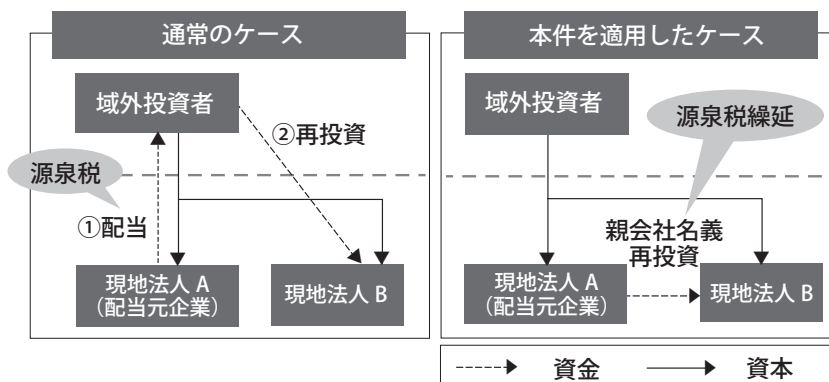 通常のケース
域外投資者
②再投資
源泉税
①配当
現地法人 A
（配当元企業）
現地法人 B
本件を適用したケース
域外投資者
源泉税繰延
親会社名義
再投資
現地法人 A
（配当元企業）
現地法人 B
資金
資本